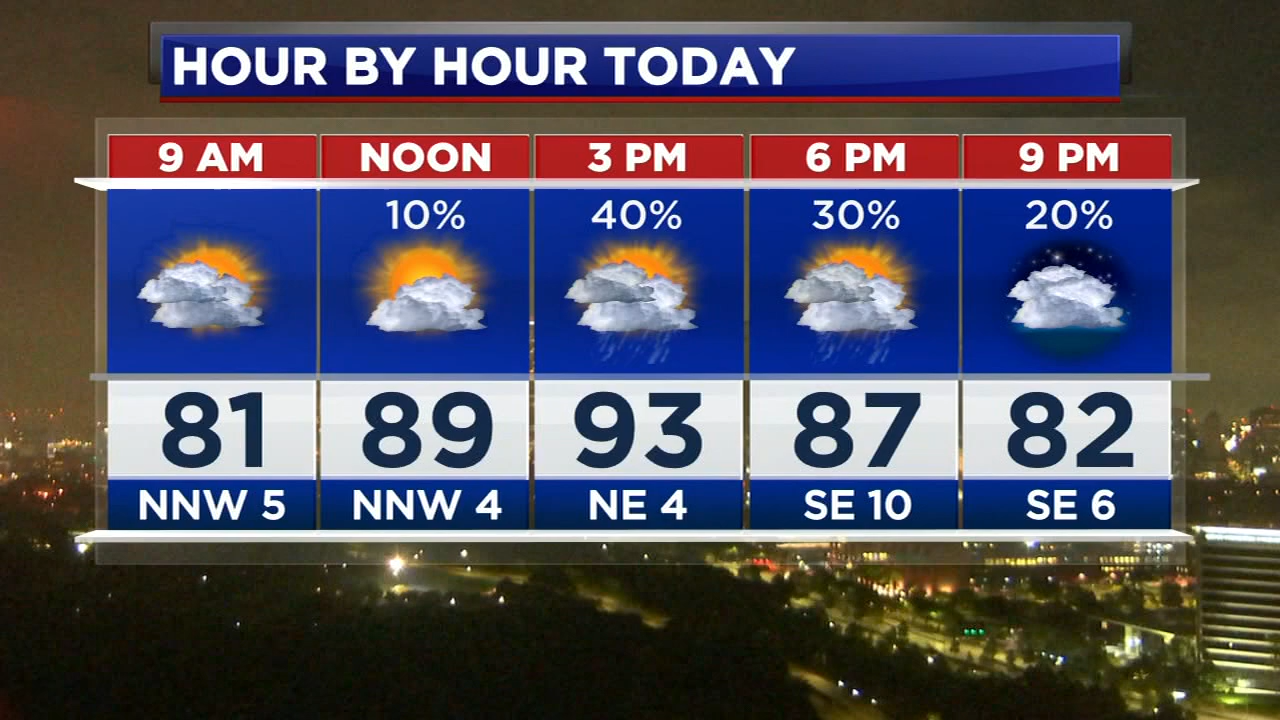 HOUR BY HOUR TODAY
9 AM NOON 3 PM 6 PM 9 PM
10% 40% 30% 20%
81 89 93 87 82
NNW 5 NNW 4 NE 4 SE 10 SE 6